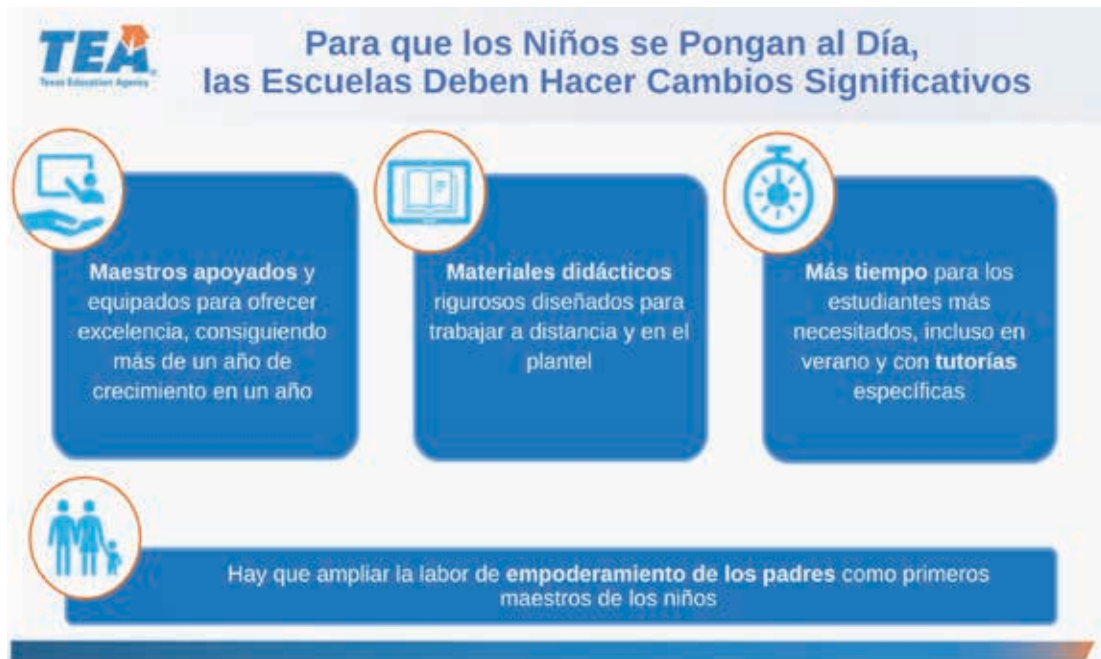 TEA
Texas Education Agency
Para que los Niños se Pongan al Día,
las Escuelas Deben Hacer Cambios Significativos
Maestros apoyados y
equipados para ofrecer
excelencia, consiguiendo
más de un año de
crecimiento en un año
Materiales didácticos
rigurosos diseñados para
trabajar a distancia y en el
plantel
Más tiempo para los
estudiantes más
necesitados, incluso en
verano y con tutorías
específicas
Hay que ampliar la labor de empoderamiento de los padres como primeros
maestros de los niños